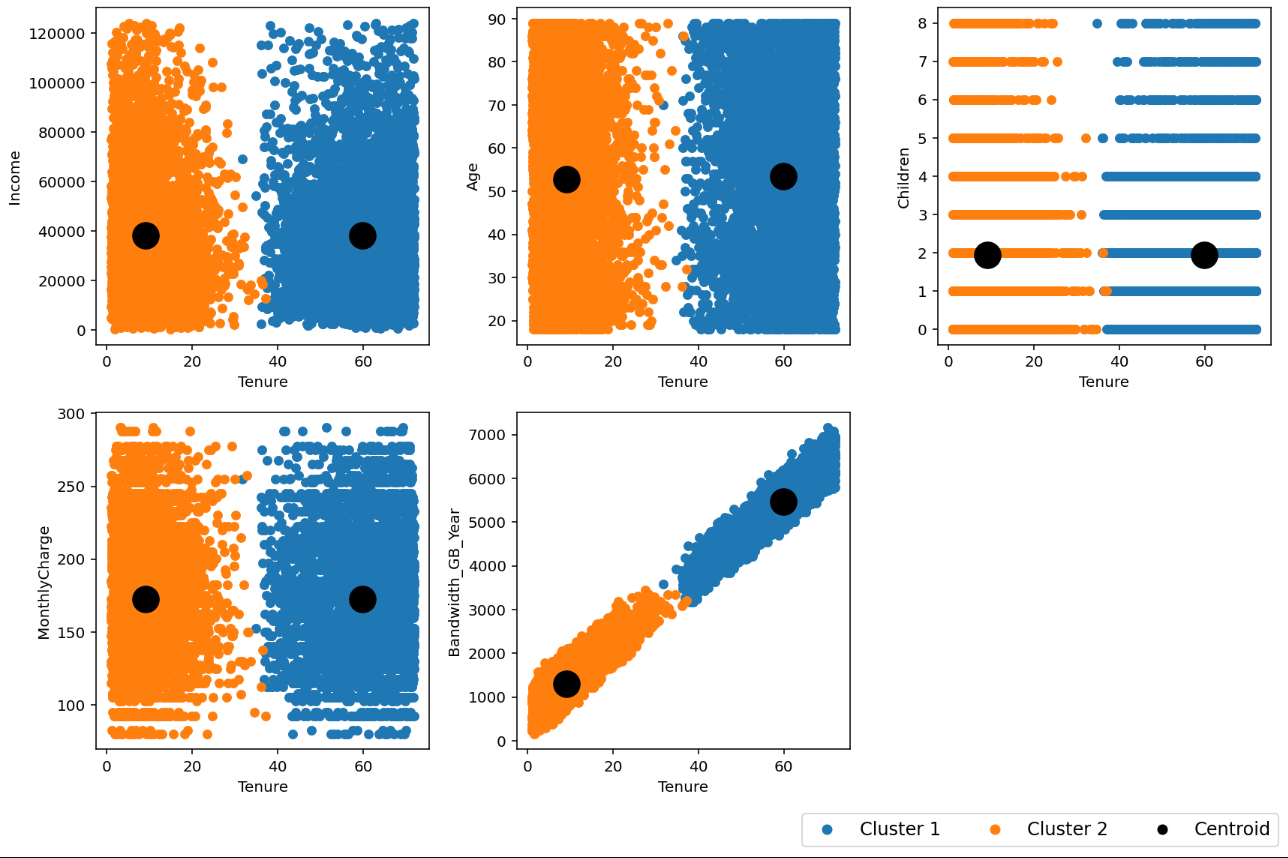 120000
100000
80000
60000
40000
20000
0
Income
0 20 40 60
Tenure
90
80
70
60
50
40
30
20
Age
0 20 40 60
Tenure
8
7
6
5
4
3
2
1
0
Children
0 20 40 60
Tenure
300
250
200
150
100
MonthlyCharge
0 20 40 60
Tenure
7000
6000
5000
4000
3000
2000
1000
0
Bandwidth_GB_Year
0 20 40 60
Tenure
Cluster 1 Cluster 2 Centroid